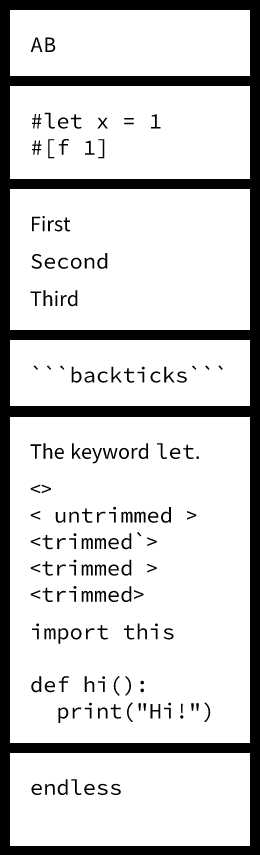 AB
#let x = 1
#[f 1]
First
Second
Third
```backticks```
The keyword let.
<>
< untrimmed >
<trimmed`>
<trimmed >
<trimmed>
import this

def hi():
  print("Hi!")
endless